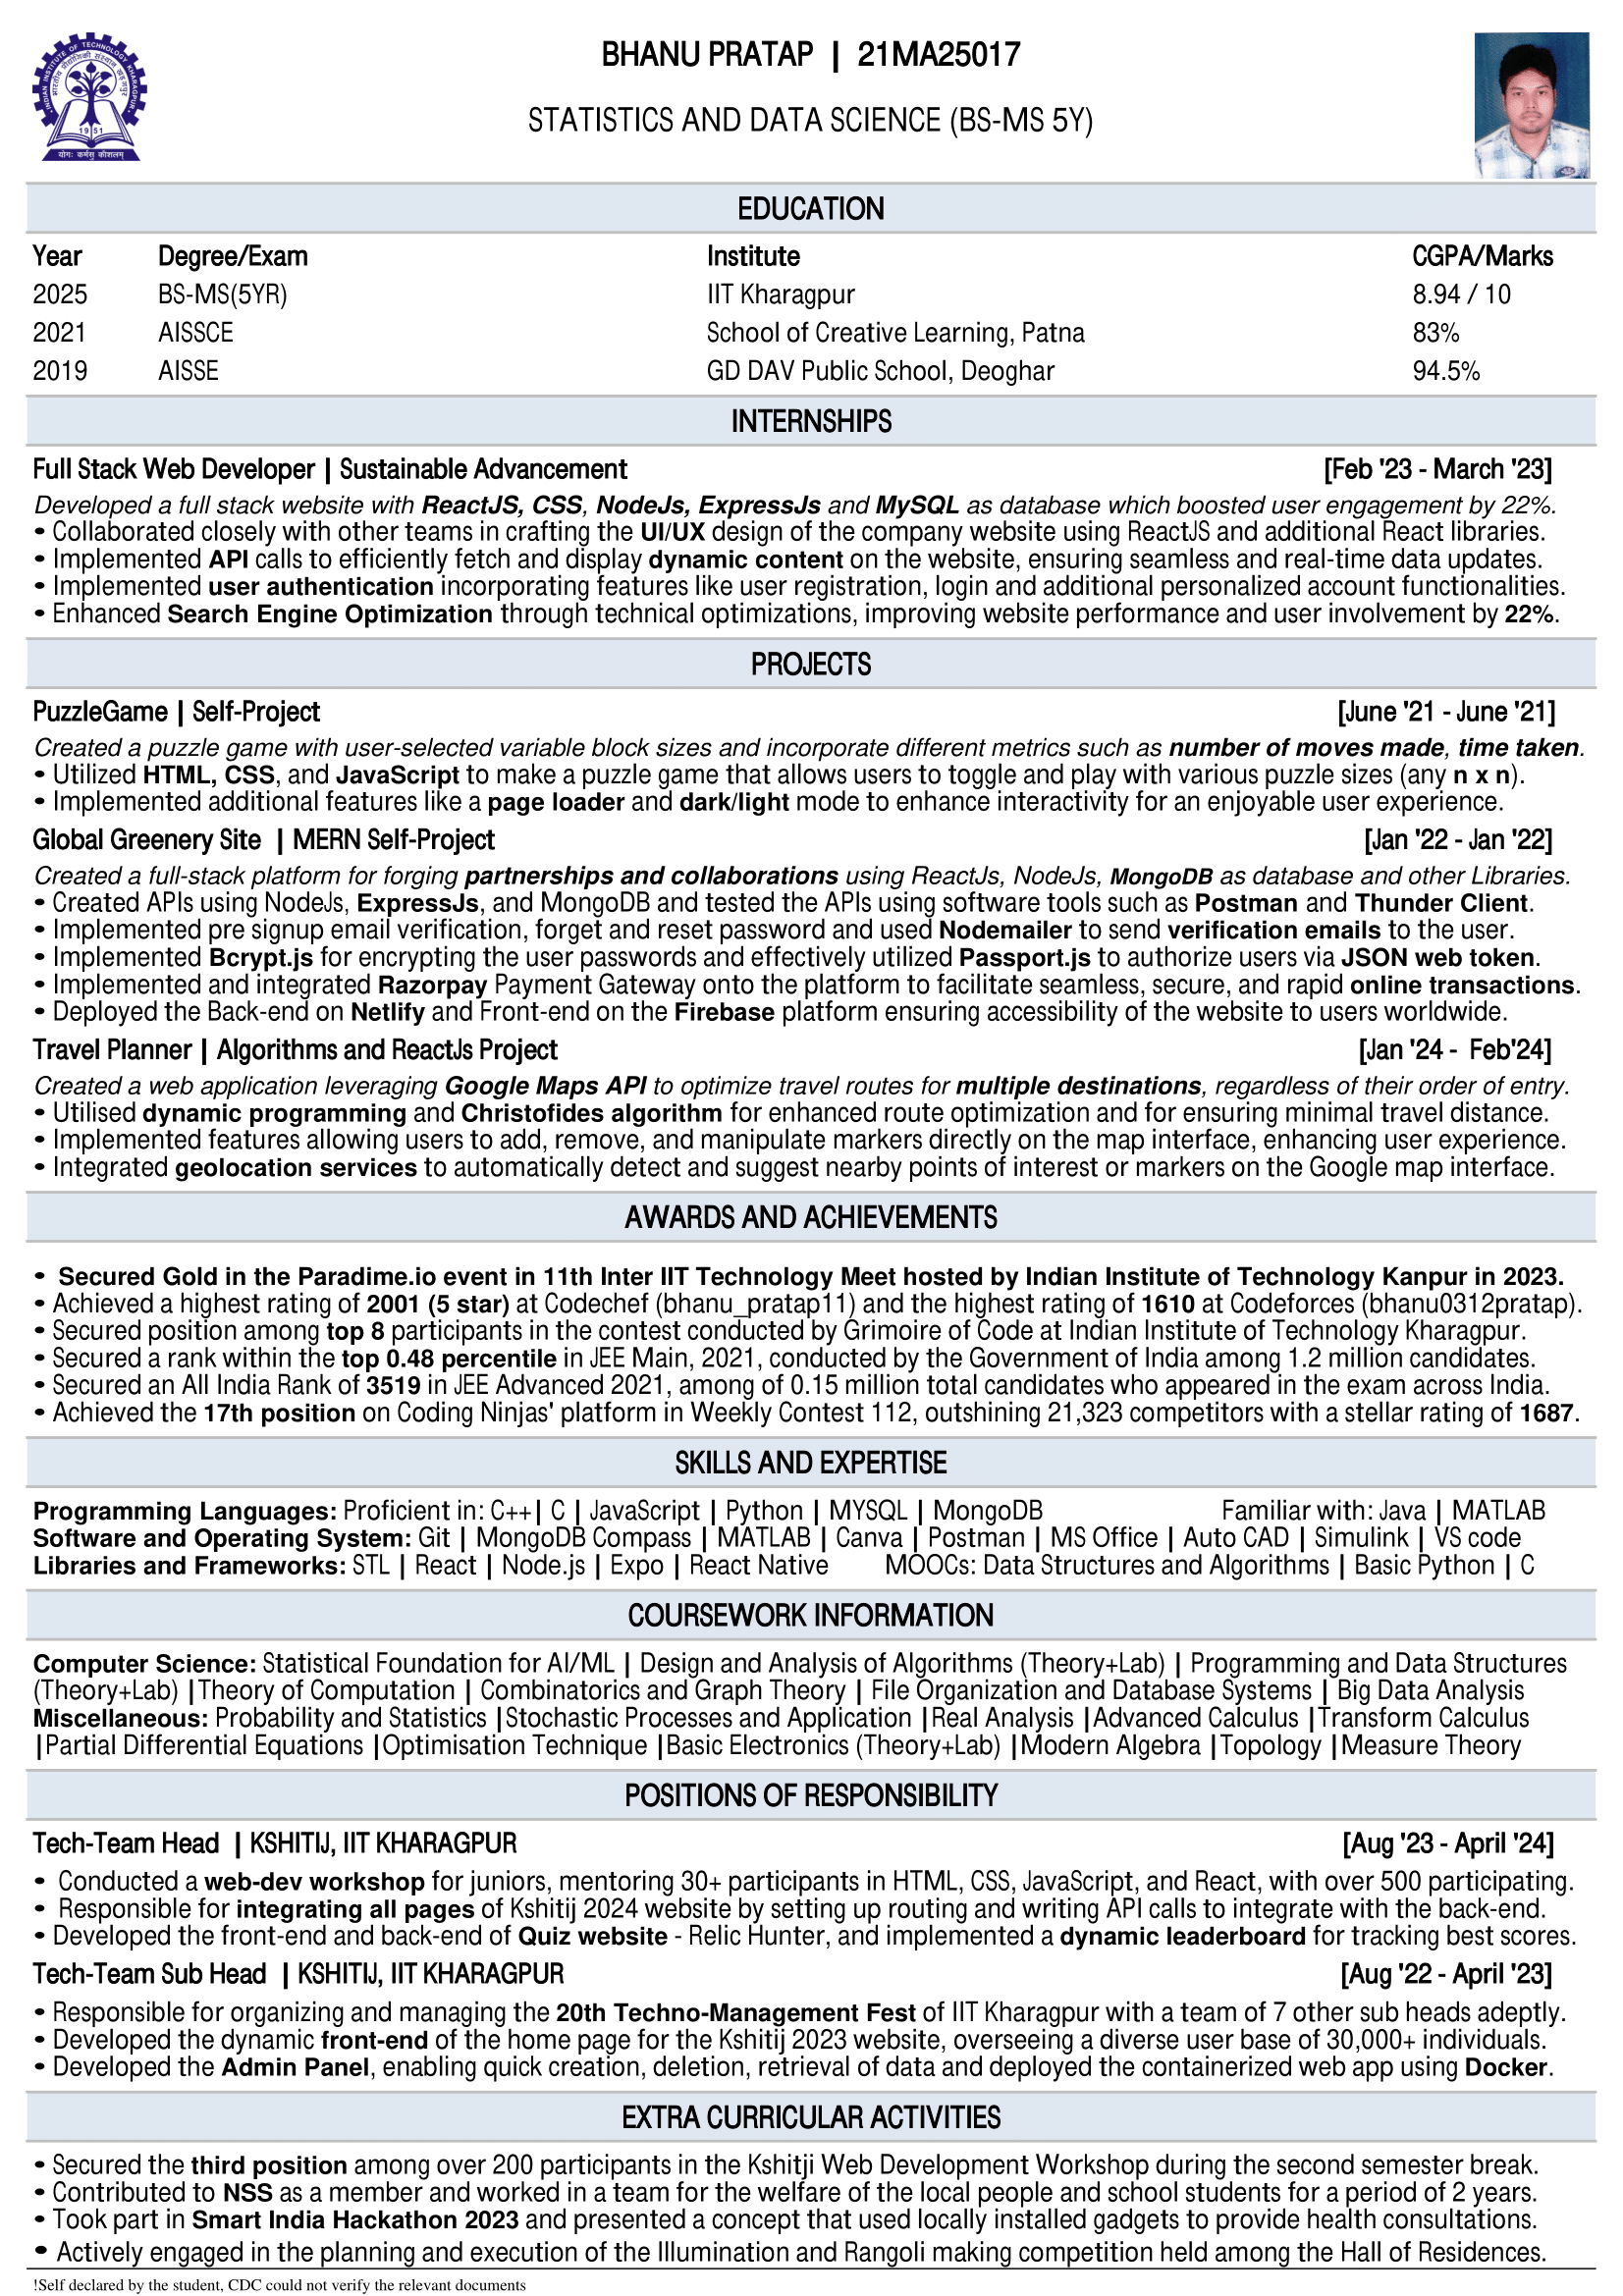 INDIAN INSTITUTE OF TECHNOLOGY KHARAGPUR
भारतीय प्रौद्योगिकी संस्थान खड़गपुर
1951
योगः कर्मसु कौशलम्
BHANU PRATAP | 21MA25017
STATISTICS AND DATA SCIENCE (BS-MS 5Y)
EDUCATION
Year Degree/Exam Institute CGPA/Marks
2025 BS-MS(5YR) IIT Kharagpur 8.94 / 10
2021 AISSCE School of Creative Learning, Patna 83%
2019 AISSE GD DAV Public School, Deoghar 94.5%
INTERNSHIPS
Full Stack Web Developer | Sustainable Advancement [Feb '23 - March '23]
Developed a full stack website with ReactJS, CSS, NodeJs, ExpressJs and MySQL as database which boosted user engagement by 22%.
• Collaborated closely with other teams in crafting the UI/UX design of the company website using ReactJS and additional React libraries.
• Implemented API calls to efficiently fetch and display dynamic content on the website, ensuring seamless and real-time data updates.
• Implemented user authentication incorporating features like user registration, login and additional personalized account functionalities.
• Enhanced Search Engine Optimization through technical optimizations, improving website performance and user involvement by 22%.
PROJECTS
PuzzleGame | Self-Project [June '21 - June '21]
Created a puzzle game with user-selected variable block sizes and incorporate different metrics such as number of moves made, time taken.
• Utilized HTML, CSS, and JavaScript to make a puzzle game that allows users to toggle and play with various puzzle sizes (any n x n).
• Implemented additional features like a page loader and dark/light mode to enhance interactivity for an enjoyable user experience.
Global Greenery Site | MERN Self-Project [Jan '22 - Jan '22]
Created a full-stack platform for forging partnerships and collaborations using ReactJs, NodeJs, MongoDB as database and other Libraries.
• Created APIs using NodeJs, ExpressJs, and MongoDB and tested the APIs using software tools such as Postman and Thunder Client.
• Implemented pre signup email verification, forget and reset password and used Nodemailer to send verification emails to the user.
• Implemented Bcrypt.js for encrypting the user passwords and effectively utilized Passport.js to authorize users via JSON web token.
• Implemented and integrated Razorpay Payment Gateway onto the platform to facilitate seamless, secure, and rapid online transactions.
• Deployed the Back-end on Netlify and Front-end on the Firebase platform ensuring accessibility of the website to users worldwide.
Travel Planner | Algorithms and ReactJs Project [Jan '24 - Feb'24]
Created a web application leveraging Google Maps API to optimize travel routes for multiple destinations, regardless of their order of entry.
• Utilised dynamic programming and Christofides algorithm for enhanced route optimization and for ensuring minimal travel distance.
• Implemented features allowing users to add, remove, and manipulate markers directly on the map interface, enhancing user experience.
• Integrated geolocation services to automatically detect and suggest nearby points of interest or markers on the Google map interface.
AWARDS AND ACHIEVEMENTS
• Secured Gold in the Paradime.io event in 11th Inter IIT Technology Meet hosted by Indian Institute of Technology Kanpur in 2023.
• Achieved a highest rating of 2001 (5 star) at Codechef (bhanu_pratap11) and the highest rating of 1610 at Codeforces (bhanu0312pratap).
• Secured position among top 8 participants in the contest conducted by Grimoire of Code at Indian Institute of Technology Kharagpur.
• Secured a rank within the top 0.48 percentile in JEE Main, 2021, conducted by the Government of India among 1.2 million candidates.
• Secured an All India Rank of 3519 in JEE Advanced 2021, among of 0.15 million total candidates who appeared in the exam across India.
• Achieved the 17th position on Coding Ninjas' platform in Weekly Contest 112, outshining 21,323 competitors with a stellar rating of 1687.
SKILLS AND EXPERTISE
Programming Languages: Proficient in: C++| C | JavaScript | Python | MYSQL | MongoDB Familiar with: Java | MATLAB
Software and Operating System: Git | MongoDB Compass | MATLAB | Canva | Postman | MS Office | Auto CAD | Simulink | VS code
Libraries and Frameworks: STL | React | Node.js | Expo | React Native MOOCs: Data Structures and Algorithms | Basic Python | C
COURSEWORK INFORMATION
Computer Science: Statistical Foundation for AI/ML | Design and Analysis of Algorithms (Theory+Lab) | Programming and Data Structures
(Theory+Lab) |Theory of Computation | Combinatorics and Graph Theory | File Organization and Database Systems | Big Data Analysis
Miscellaneous: Probability and Statistics |Stochastic Processes and Application |Real Analysis |Advanced Calculus |Transform Calculus
|Partial Differential Equations |Optimisation Technique |Basic Electronics (Theory+Lab) |Modern Algebra |Topology |Measure Theory
POSITIONS OF RESPONSIBILITY
Tech-Team Head | KSHITIJ, IIT KHARAGPUR [Aug '23 - April '24]
• Conducted a web-dev workshop for juniors, mentoring 30+ participants in HTML, CSS, JavaScript, and React, with over 500 participating.
• Responsible for integrating all pages of Kshitij 2024 website by setting up routing and writing API calls to integrate with the back-end.
• Developed the front-end and back-end of Quiz website - Relic Hunter, and implemented a dynamic leaderboard for tracking best scores.
Tech-Team Sub Head | KSHITIJ, IIT KHARAGPUR [Aug '22 - April '23]
• Responsible for organizing and managing the 20th Techno-Management Fest of IIT Kharagpur with a team of 7 other sub heads adeptly.
• Developed the dynamic front-end of the home page for the Kshitij 2023 website, overseeing a diverse user base of 30,000+ individuals.
• Developed the Admin Panel, enabling quick creation, deletion, retrieval of data and deployed the containerized web app using Docker.
EXTRA CURRICULAR ACTIVITIES
• Secured the third position among over 200 participants in the Kshitji Web Development Workshop during the second semester break.
• Contributed to NSS as a member and worked in a team for the welfare of the local people and school students for a period of 2 years.
• Took part in Smart India Hackathon 2023 and presented a concept that used locally installed gadgets to provide health consultations.
• Actively engaged in the planning and execution of the Illumination and Rangoli making competition held among the Hall of Residences.
!Self declared by the student, CDC could not verify the relevant documents